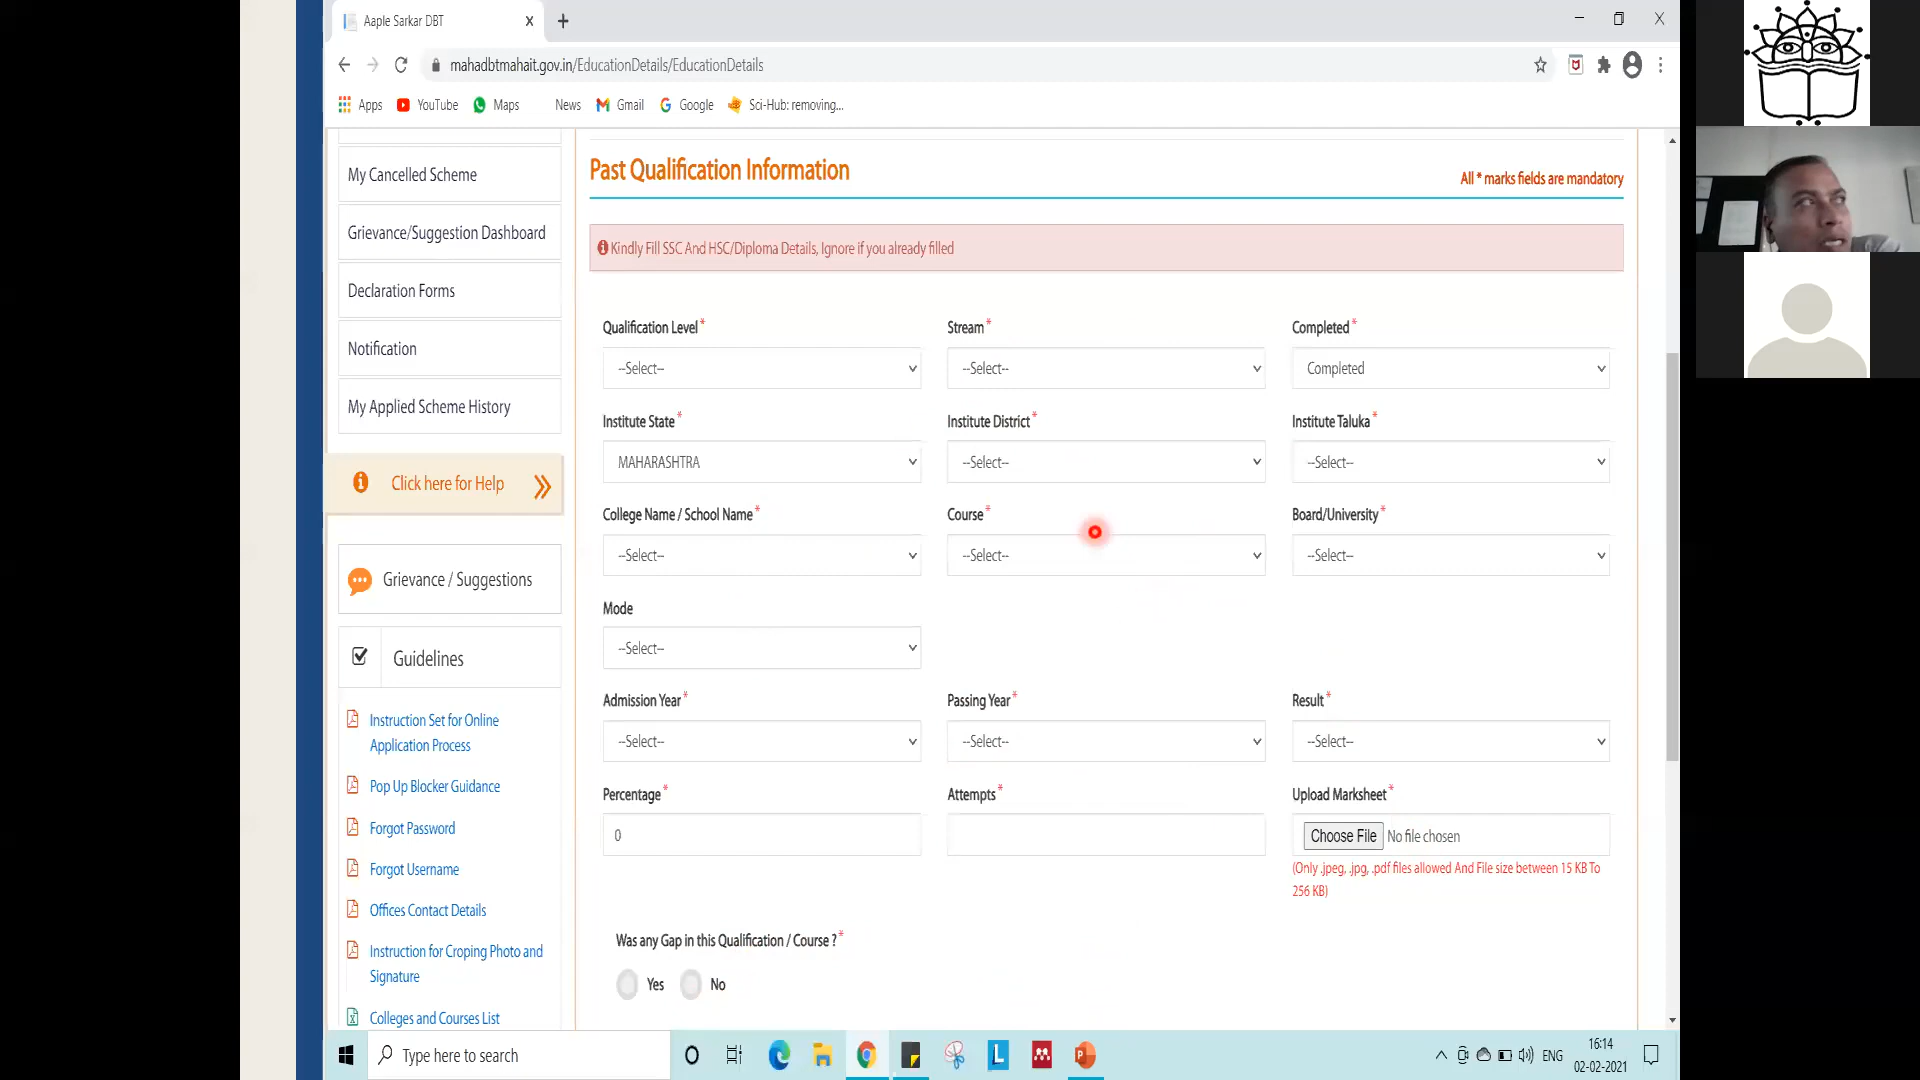 Aaple Sarkar DBT
mahadbtmahait.gov.in/EducationDetails/EducationDetails
Apps YouTube Maps News Gmail Google Sci-Hub: removing...
My Cancelled Scheme
Grievance/Suggestion Dashboard
Declaration Forms
Notification
My Applied Scheme History
Click here for Help
Grievance / Suggestions
Guidelines
Instruction Set for Online
Application Process
Pop Up Blocker Guidance
Forgot Password
Forgot Username
Offices Contact Details
Instruction for Croping Photo and
Signature
Colleges and Courses List
Past Qualification Information
All * marks fields are mandatory
Kindly Fill SSC And HSC/Diploma Details, Ignore if you already filled
Qualification Level * Stream * Completed *
--Select-- --Select-- Completed
Institute State * Institute District * Institute Taluka *
MAHARASHTRA --Select-- --Select--
College Name / School Name * Course * Board/University *
--Select-- --Select-- --Select--
Mode
--Select--
Admission Year * Passing Year * Result *
--Select-- --Select-- --Select--
Percentage * Attempts * Upload Marksheet *
0 Choose File No file chosen
(Only .jpeg, .jpg, .pdf files allowed And File size between 15 KB To
256 KB)
Was any Gap in this Qualification / Course ? *
Yes No
Type here to search
ENG
16:14
02-02-2021